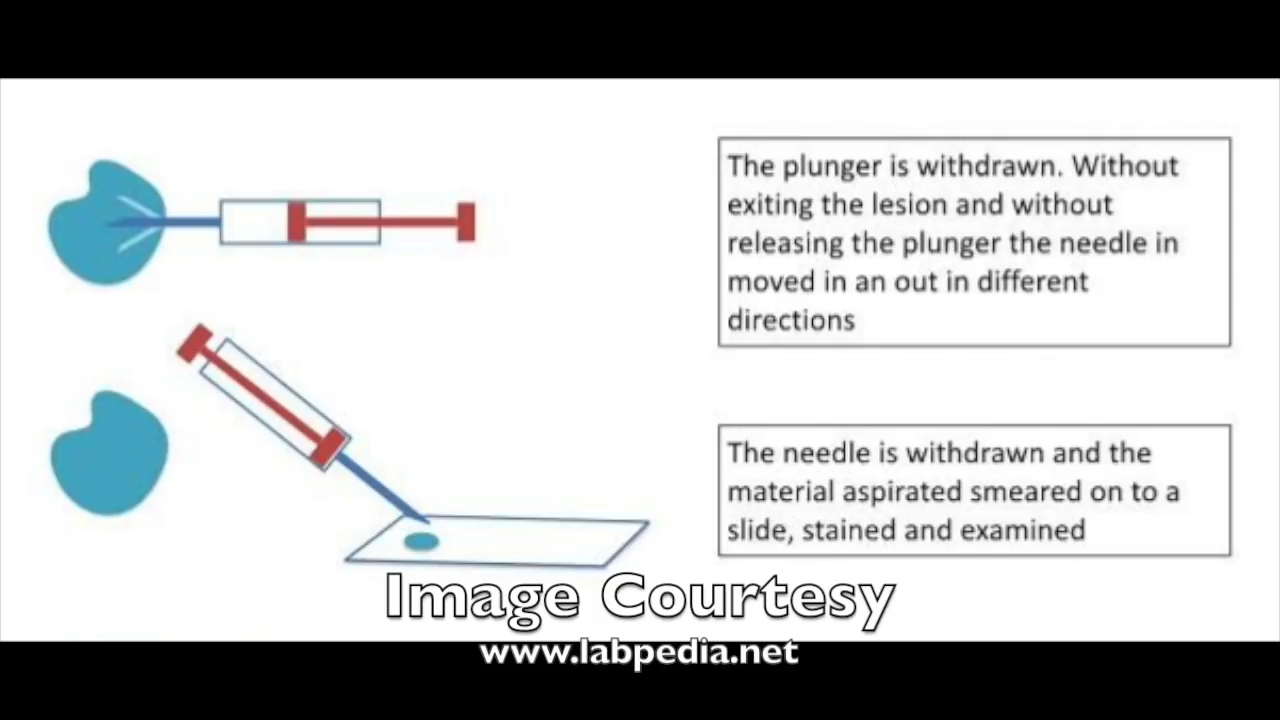 The plunger is withdrawn. Without
exiting the lesion and without
releasing the plunger the needle in
moved in an out in different
directions
The needle is withdrawn and the
material aspirated smeared on to a
slide, stained and examined
Image Courtesy
www.labpedia.net